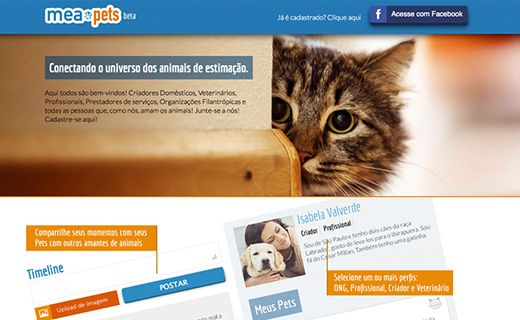 meapets beta
Já é cadastrado? Clique aqui
f Acesse com Facebook
Conectando o universo dos animais de estimação.
Aqui todos são bem-vindos! Criadores Domésticos, Veterinários,
Profissionais, Prestadores de serviços, Organizações Filantrópicas e
todas as pessoas que, como nós, amam os animais! Junte-se a nós!
Cadastre-se aqui!
Compartilhe seus momentos com seus
Pets com outros amantes de animais
Timeline
POSTAR
Upload de imagem
Isabela Valverde
Criador Profissional
Sou de São Paulo e tenho dois cães da raça
Labrador, gosto de leva-los para o Ibirapuera. Sou
fã do Cesar Millan. Também tenho uma gatinha.
Selecione um ou mais perfis:
ONG, Profissional, Criador e Veterinário
Meus Pets